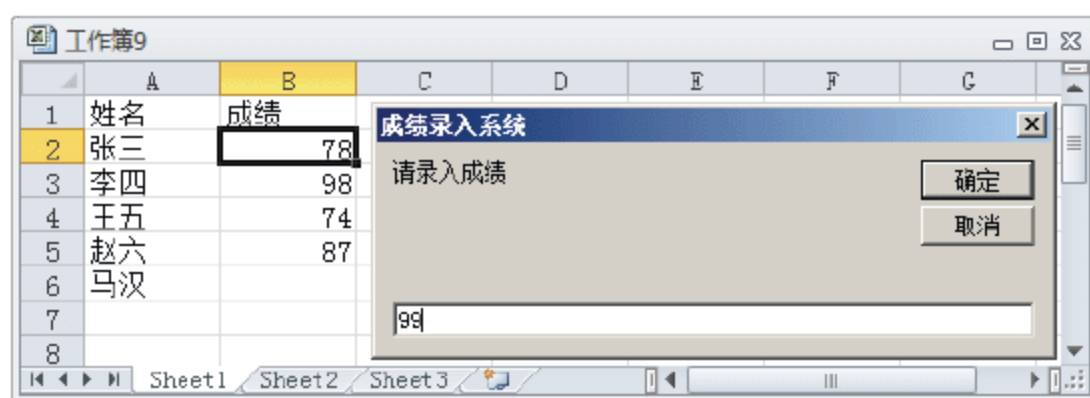 工作簿9
A B C D E F G
1 姓名 成绩
2 张三 78
3 李四 98
4 王五 74
5 赵六 87
6 马汉
7
8
成绩录入系统
请录入成绩
确定
取消
99
Sheet1 Sheet2 Sheet3